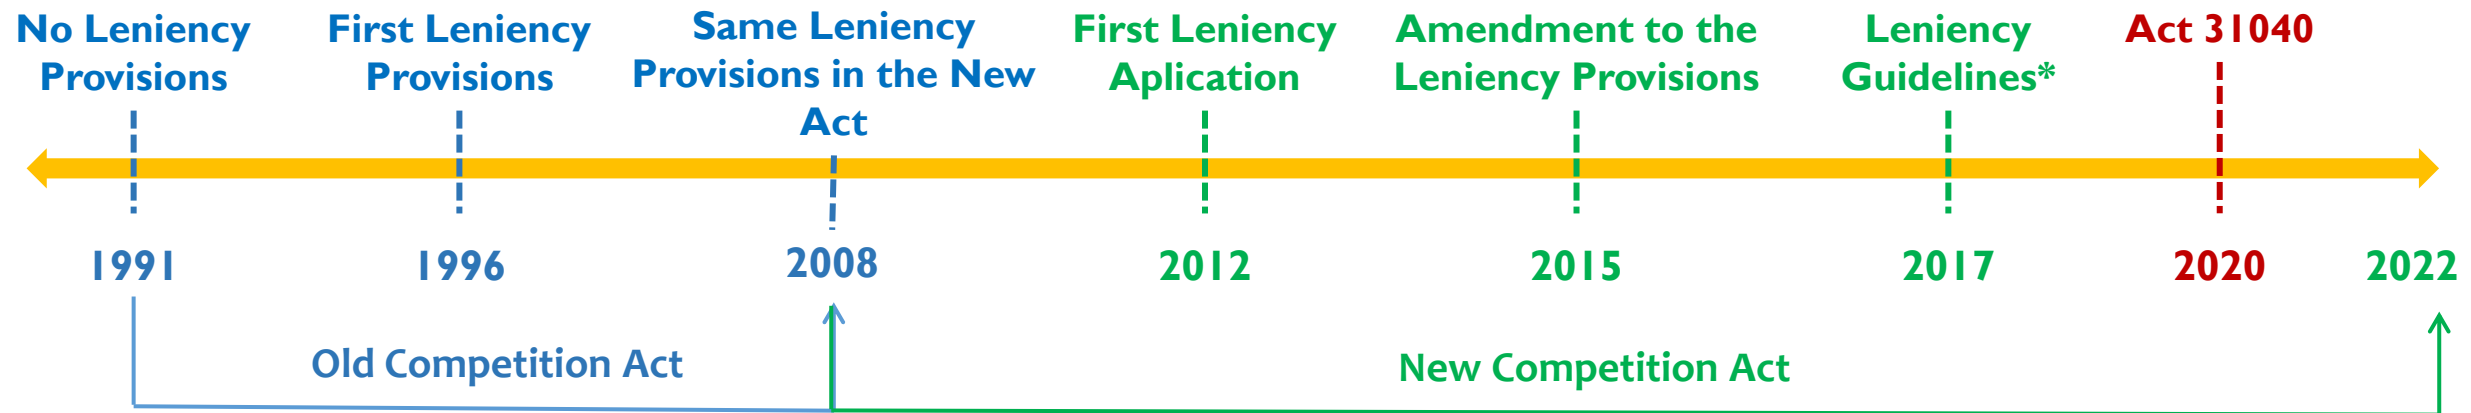 No Leniency
Provisions
First Leniency
Provisions
Same Leniency
Provisions in the New
Act
First Leniency
Aplication
Amendment to the
Leniency Provisions
Leniency
Guidelines*
Act 31040
1991
1996
2008
2012
2015
2017
2020
2022
Old Competition Act
New Competition Act